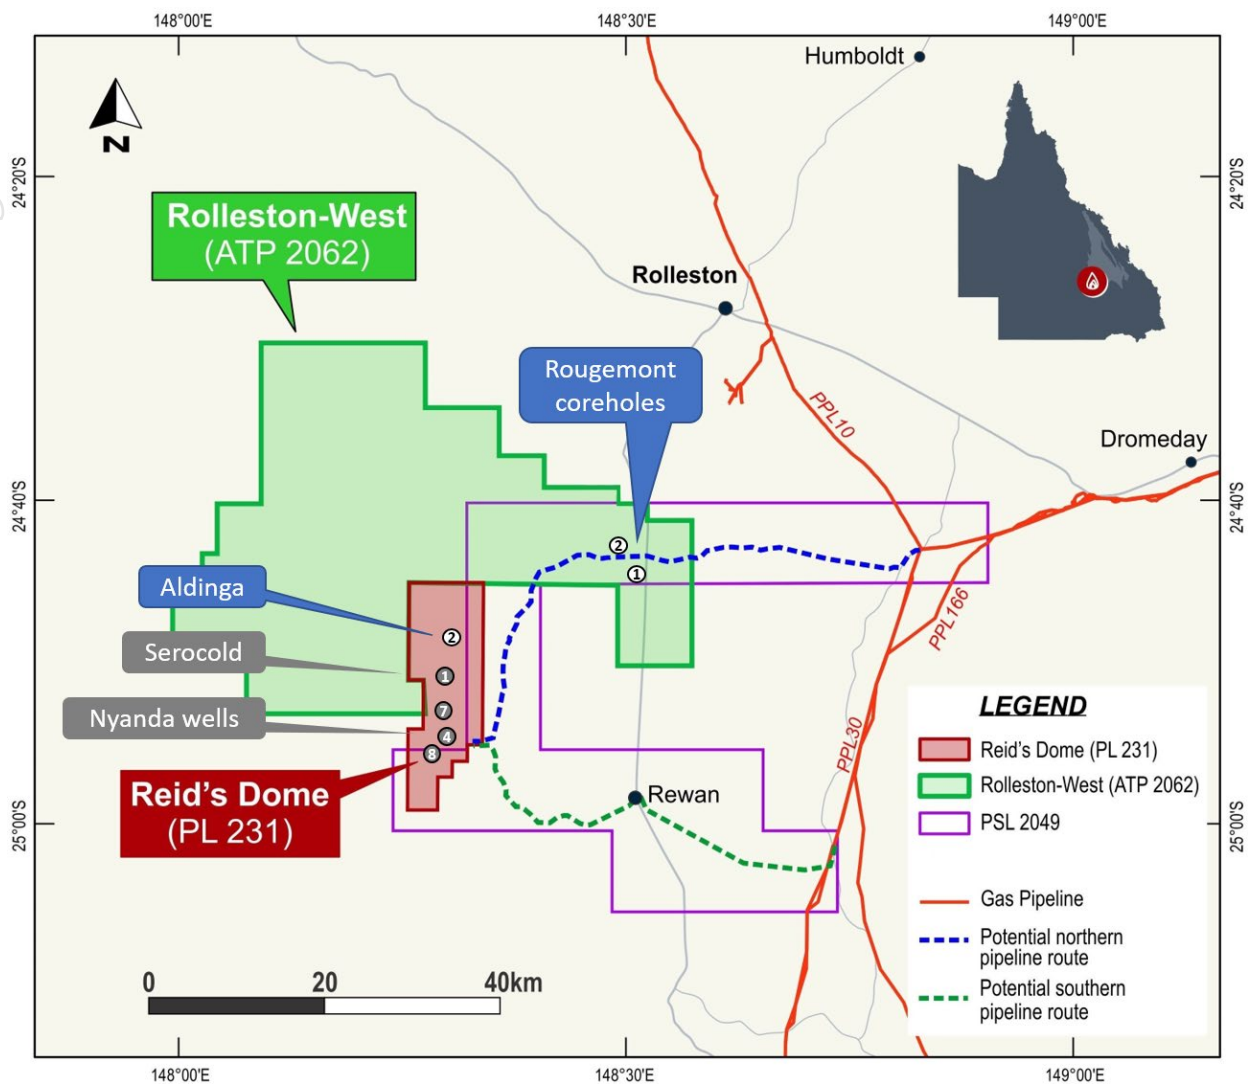 148°00'E
148°30'E
149°00'E
Humboldt
N
24°20'S
24°20'S
Rolleston-West
(ATP 2062)
Rolleston
Rougemont
coreholes
PPL10
Dromeday
24°40'S
24°40'S
2
1
Aldinga
2
PPL166
Serocold
1
Nyanda wells
7
4
8
PPL30
Reid's Dome
(PL 231)
Rewan
25°00'S
25°00'S
LEGEND
Reid's Dome (PL 231)
Rolleston-West (ATP 2062)
PSL 2049
Gas Pipeline
Potential northern
pipeline route
Potential southern
pipeline route
0 20 40km
148°00'E
148°30'E
149°00'E